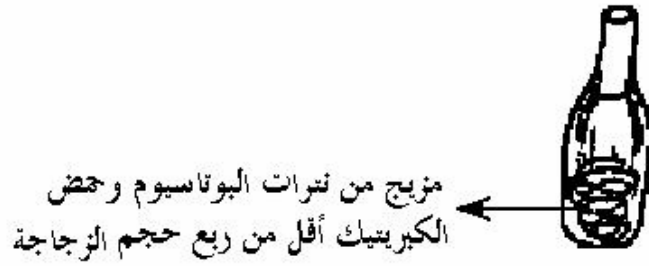 مزيج من نترات البوتاسيوم وحمض
الكبريتيك أقل من ربع حجم الزجاجة